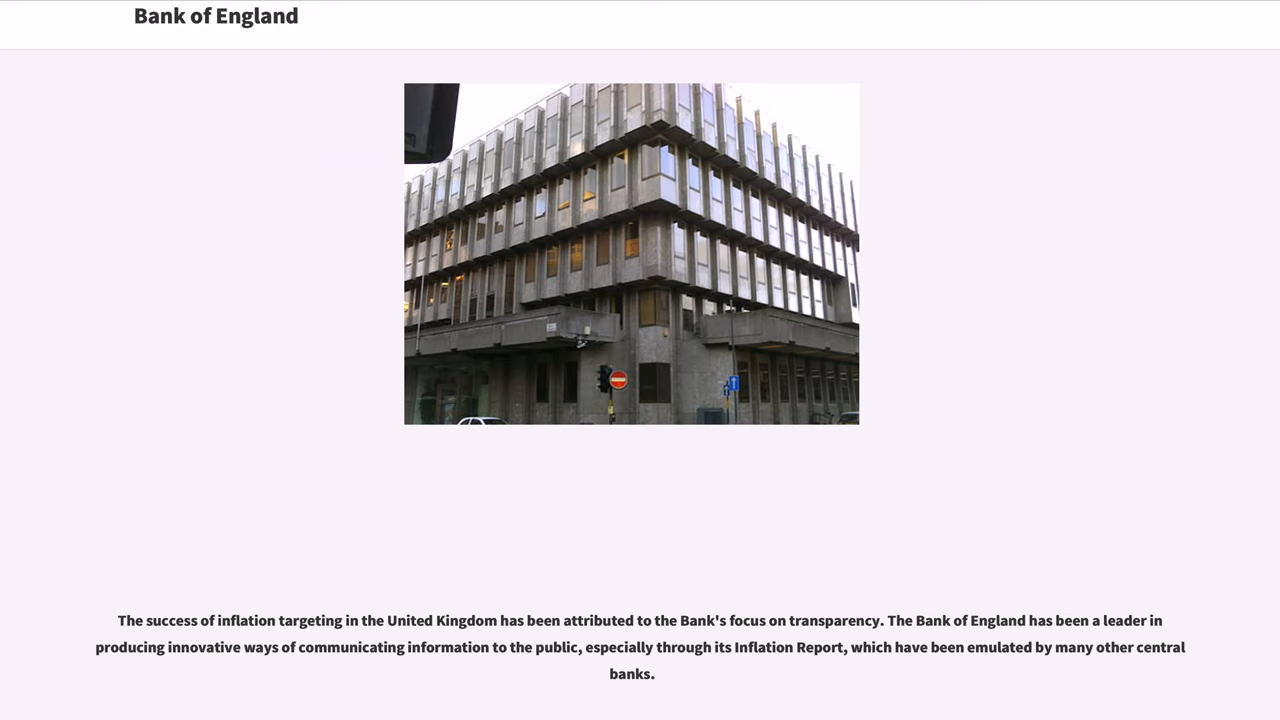 Bank of England
The success of inflation targeting in the United Kingdom has been attributed to the Bank's focus on transparency. The Bank of England has been a leader in
producing innovative ways of communicating information to the public, especially through its Inflation Report, which have been emulated by many other central
banks.